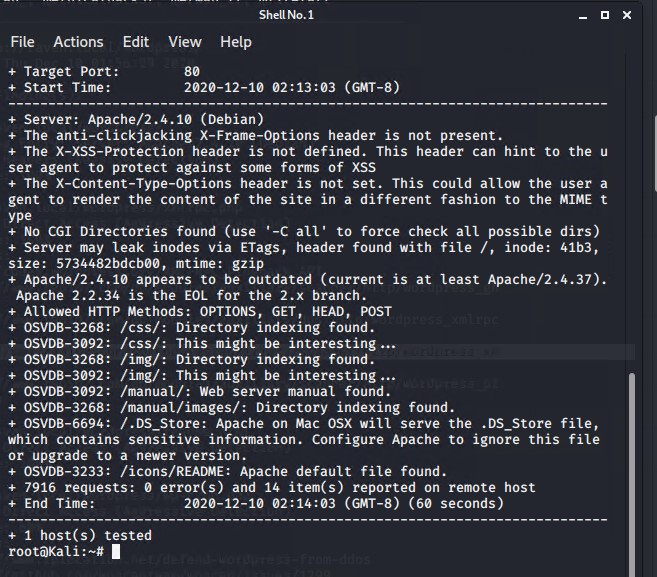 Shell No. 1
File Actions Edit View Help
+ Target Port: 80
+ Start Time: 2020-12-10 02:13:03 (GMT-8)
---------------------------------------------------------------------------
+ Server: Apache/2.4.10 (Debian)
+ The anti-clickjacking X-Frame-Options header is not present.
+ The X-XSS-Protection header is not defined. This header can hint to the u
ser agent to protect against some forms of XSS
+ The X-Content-Type-Options header is not set. This could allow the user a
gent to render the content of the site in a different fashion to the MIME t
ype
+ No CGI Directories found (use '-C all' to force check all possible dirs)
+ Server may leak inodes via ETags, header found with file /, inode: 41b3,
size: 5734482bdcb00, mtime: gzip
+ Apache/2.4.10 appears to be outdated (current is at least Apache/2.4.37).
Apache 2.2.34 is the EOL for the 2.x branch.
+ Allowed HTTP Methods: OPTIONS, GET, HEAD, POST
+ OSVDB-3268: /css/: Directory indexing found.
+ OSVDB-3092: /css/: This might be interesting...
+ OSVDB-3268: /img/: Directory indexing found.
+ OSVDB-3092: /img/: This might be interesting...
+ OSVDB-3092: /manual/: Web server manual found.
+ OSVDB-3268: /manual/images/: Directory indexing found.
+ OSVDB-6694: /.DS_Store: Apache on Mac OSX will serve the .DS_Store file,
which contains sensitive information. Configure Apache to ignore this file
or upgrade to a newer version.
+ OSVDB-3233: /icons/README: Apache default file found.
+ 7916 requests: 0 error(s) and 14 item(s) reported on remote host
+ End Time: 2020-12-10 02:14:03 (GMT-8) (60 seconds)
---------------------------------------------------------------------------
+ 1 host(s) tested
root@Kali:~#